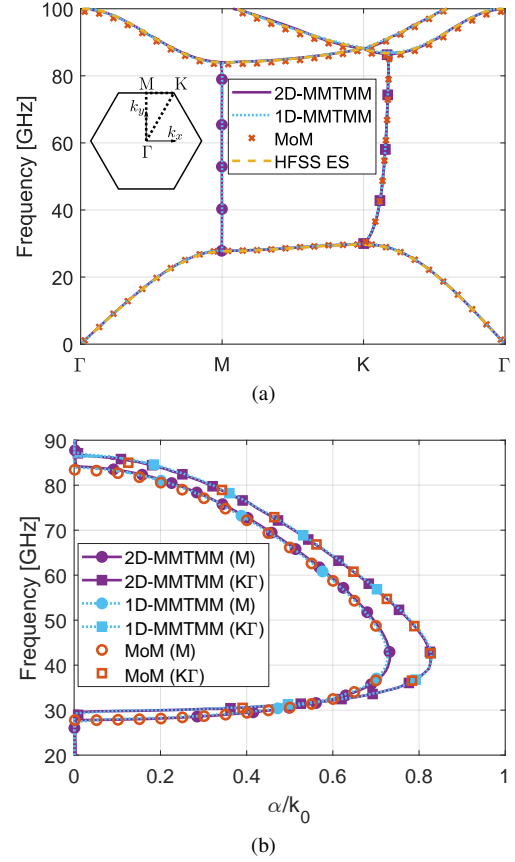 100
80
60
40
20
0
Frequency [GHz]
M K
k_y
k_x
Γ
2D-MMTMM
1D-MMTMM
MoM
HFSS ES
Γ M K Γ
(a)
90
80
70
60
50
40
30
20
Frequency [GHz]
2D-MMTMM (M)
2D-MMTMM (KΓ)
1D-MMTMM (M)
1D-MMTMM (KΓ)
MoM (M)
MoM (KΓ)
0 0.2 0.4 0.6 0.8 1
α/k_0
(b)